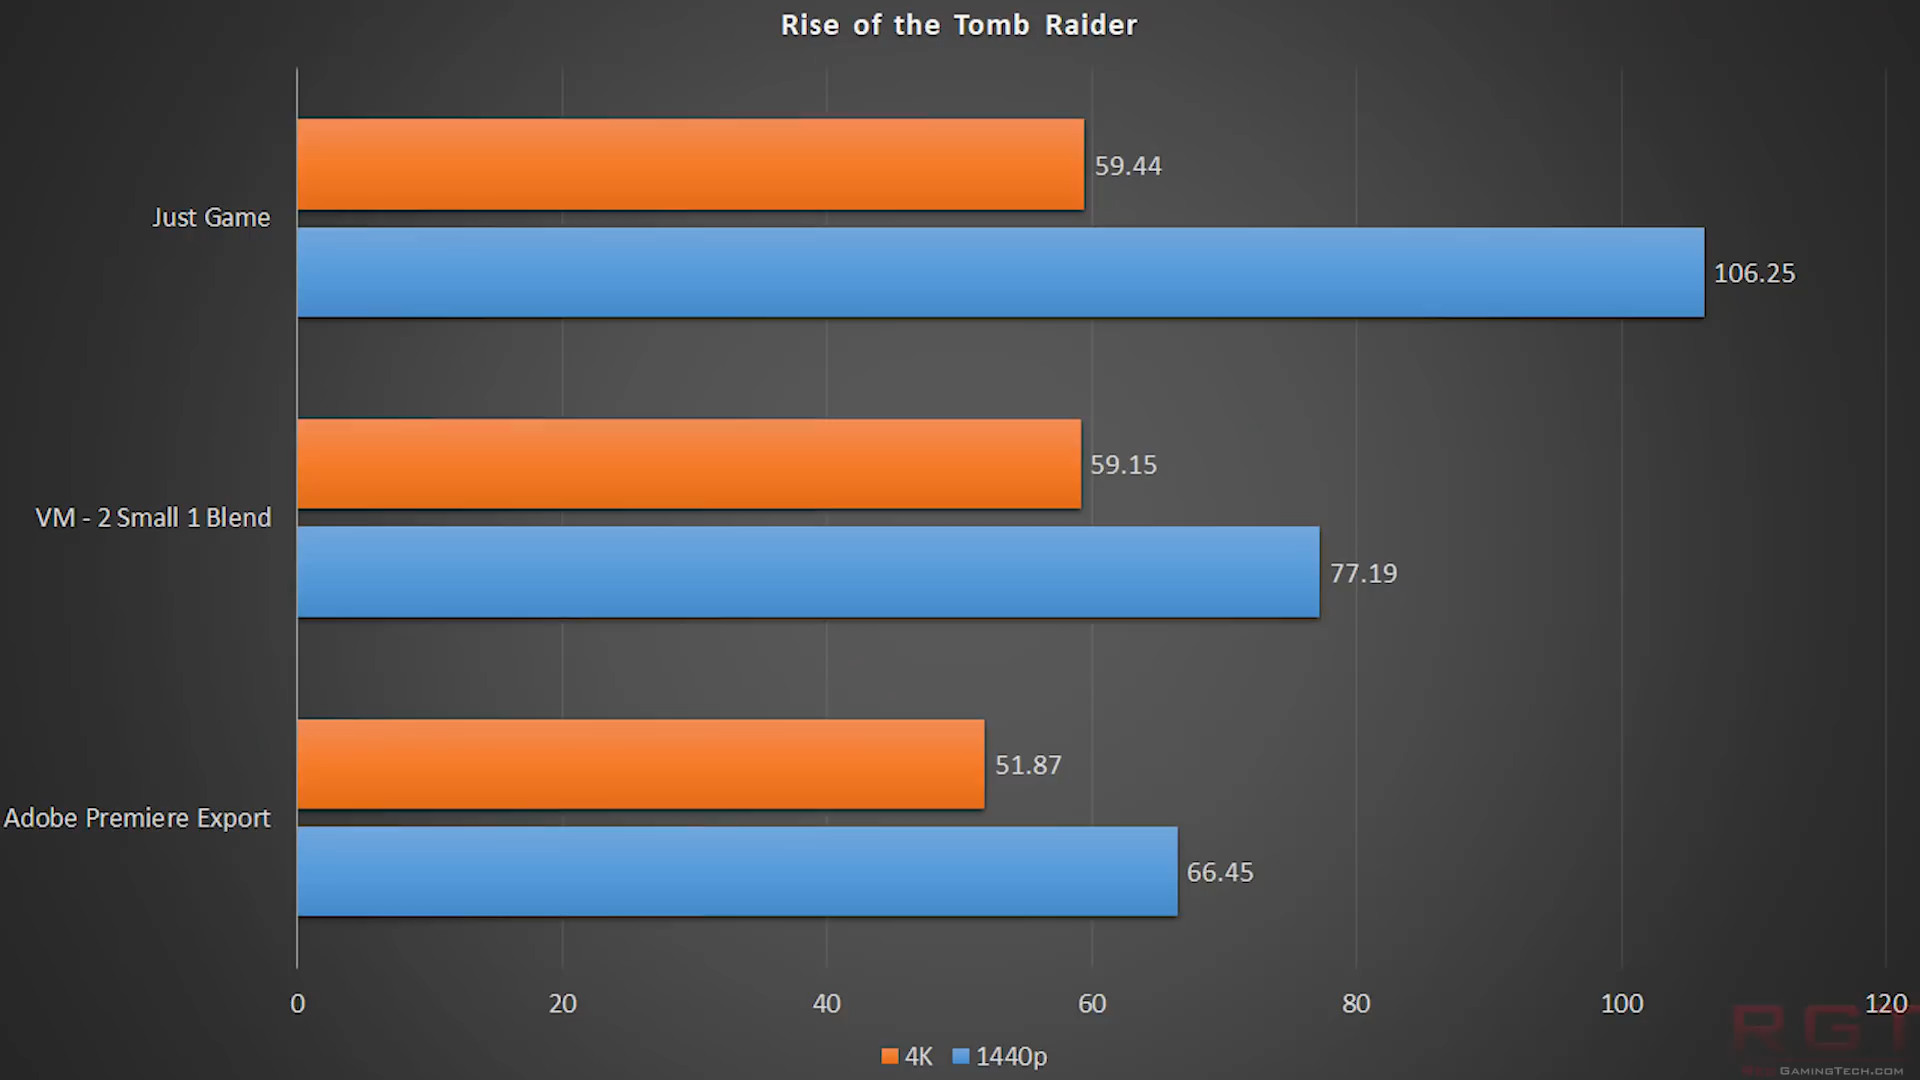 Rise of the Tomb Raider
59.44
Just Game
106.25
59.15
VM - 2 Small 1 Blend
77.19
51.87
Adobe Premiere Export
66.45
0 20 40 60 80 100 120
4K 1440p
RGT
GamingTech.com